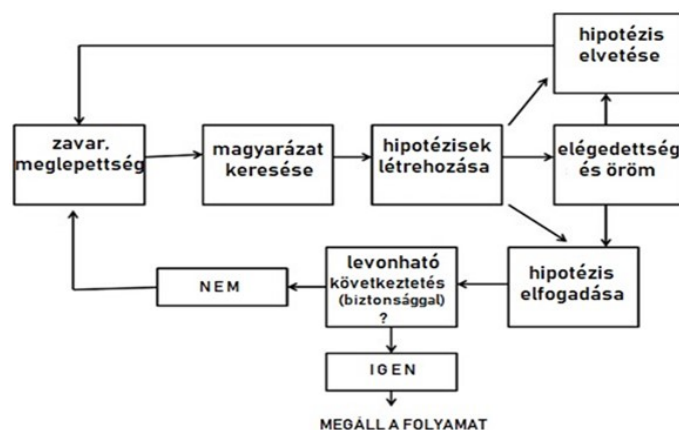 hipotézis
elvetése
zavar,
meglepettség
magyarázat
keresése
hipotézisek
létrehozása
elégedettség
és öröm
levonható
következtetés
(biztonsággal)
?
NEM
hipotézis
elfogadása
IGEN
MEGÁLL A FOLYAMAT